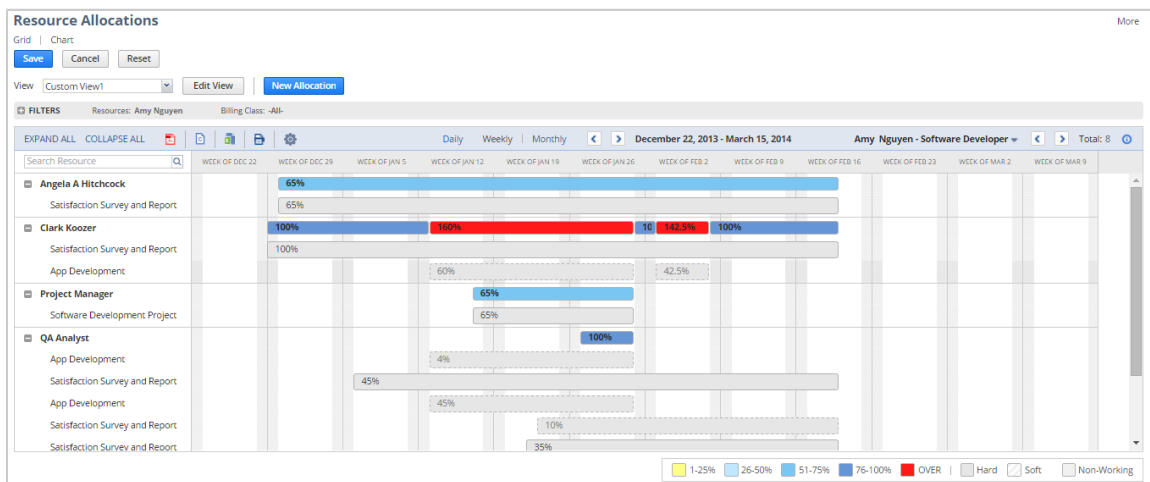 Resource Allocations
More
Grid | Chart
Save Cancel Reset
View Custom View1 Edit View New Allocation
FILTERS Resources: Amy Nguyen Billing Class: -All-
EXPAND ALL COLLAPSE ALL Daily Weekly | Monthly December 22, 2013 - March 15, 2014 Amy Nguyen - Software Developer Total: 8
Search Resource WEEK OF DEC 22 WEEK OF DEC 29 WEEK OF JAN 5 WEEK OF JAN 12 WEEK OF JAN 19 WEEK OF JAN 26 WEEK OF FEB 2 WEEK OF FEB 9 WEEK OF FEB 16 WEEK OF FEB 23 WEEK OF MAR 2 WEEK OF MAR 9
Angela A Hitchcock 65%
Satisfaction Survey and Report 65%
Clark Koozer 100% 160% 10 142.5% 100%
Satisfaction Survey and Report 100%
App Development 60% 42.5%
Project Manager 65%
Software Development Project 65%
QA Analyst 100%
App Development 4%
Satisfaction Survey and Report 45%
App Development 45%
Satisfaction Survey and Report 10%
Satisfaction Survey and Report 35%
1-25% 26-50% 51-75% 76-100% OVER | Hard Soft Non-Working